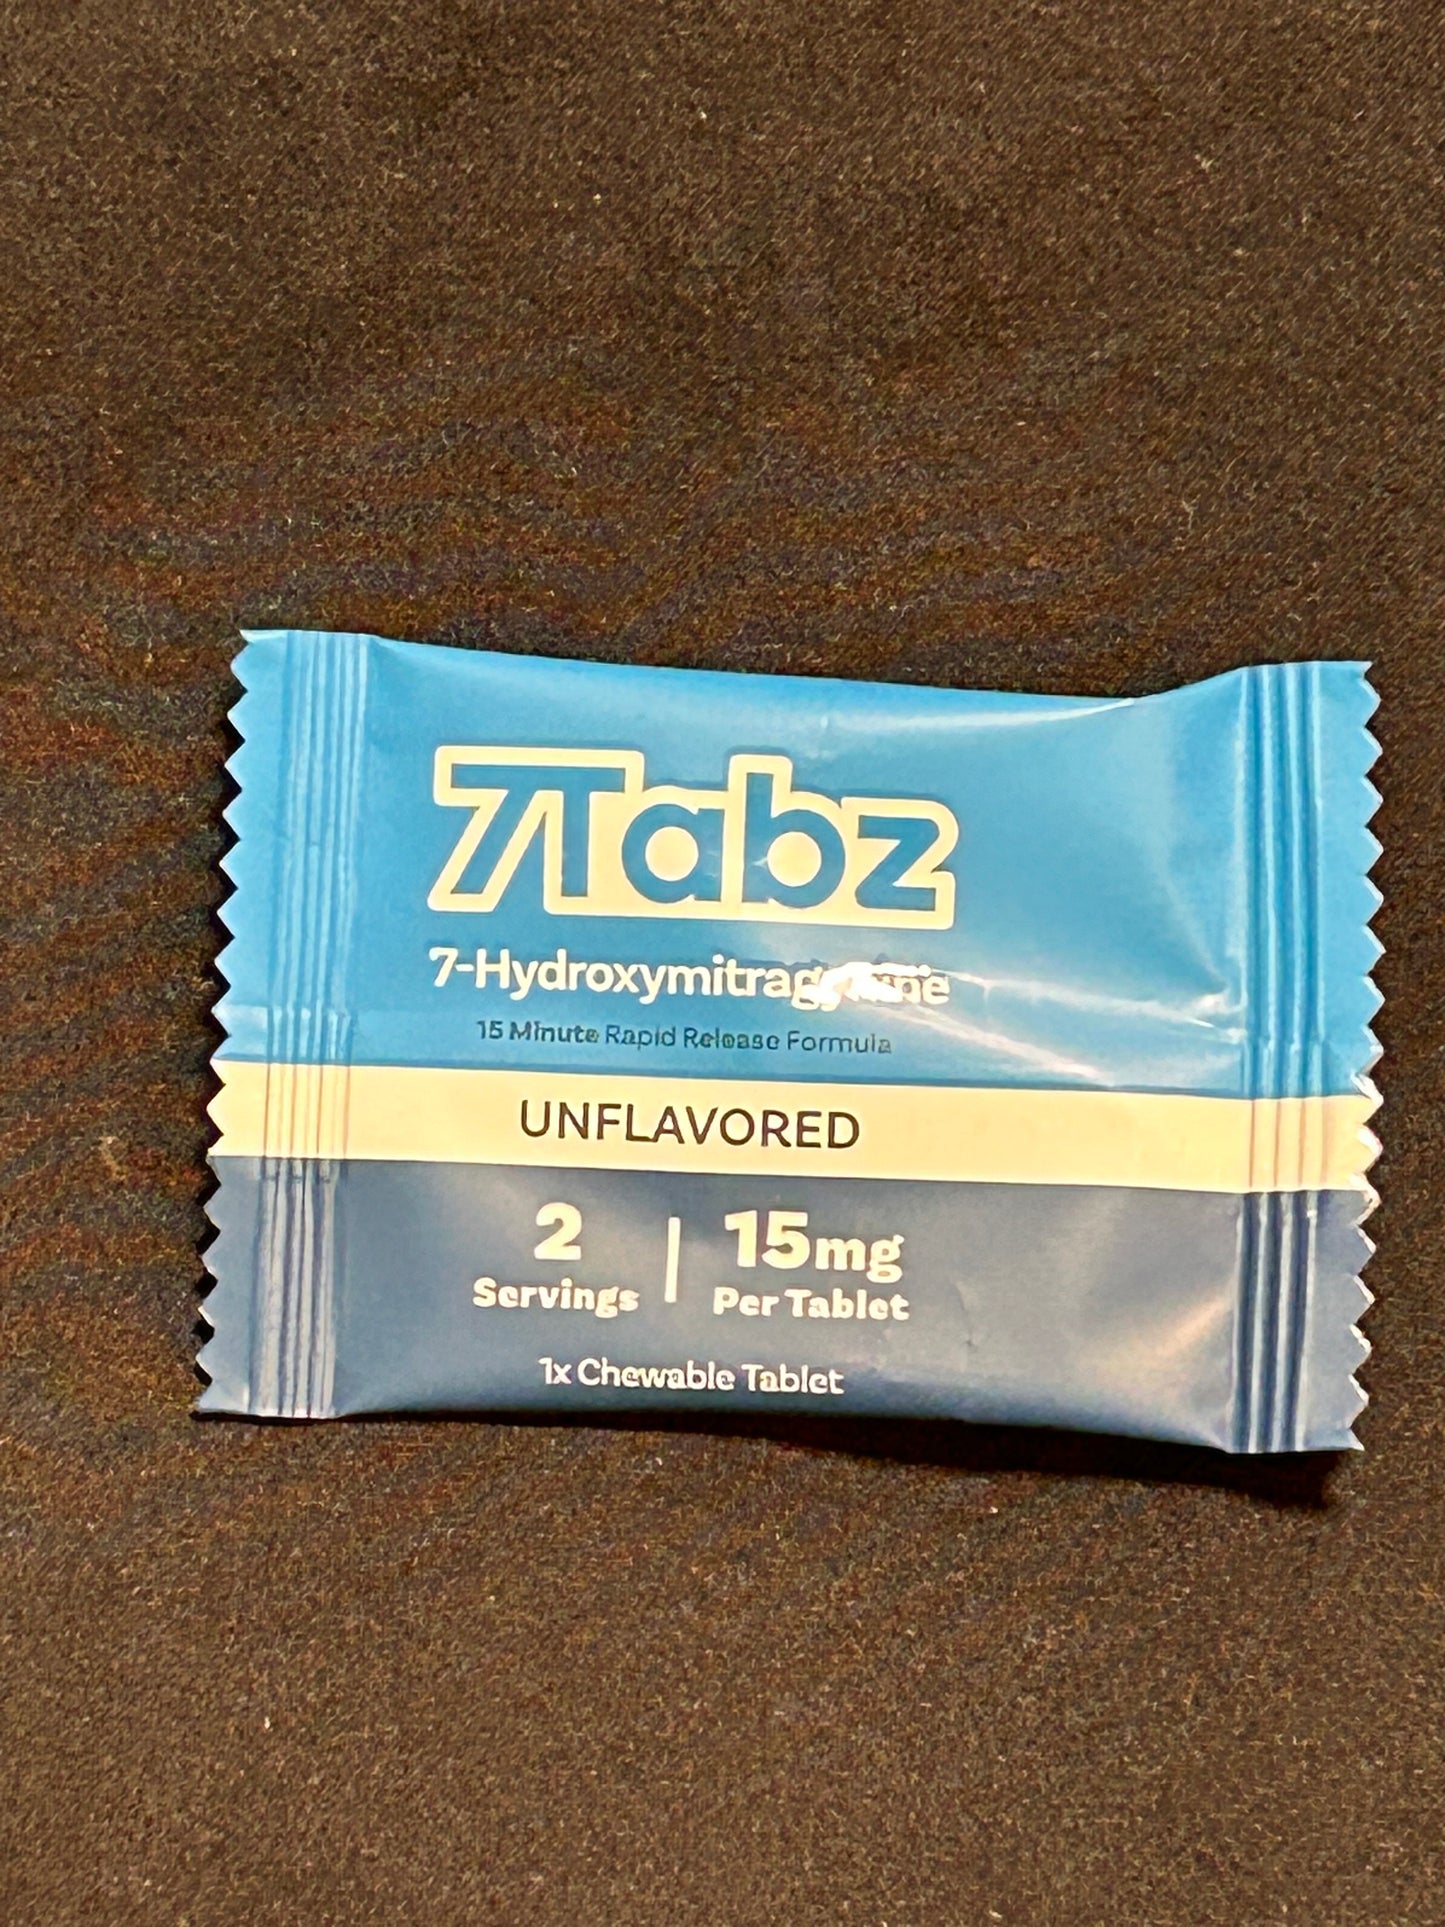 7Tabz
7-Hydroxymitragynine
15 Minute Rapid Release Formula
UNFLAVORED
2 Servings | 15mg Per Tablet
1x Chewable Tablet